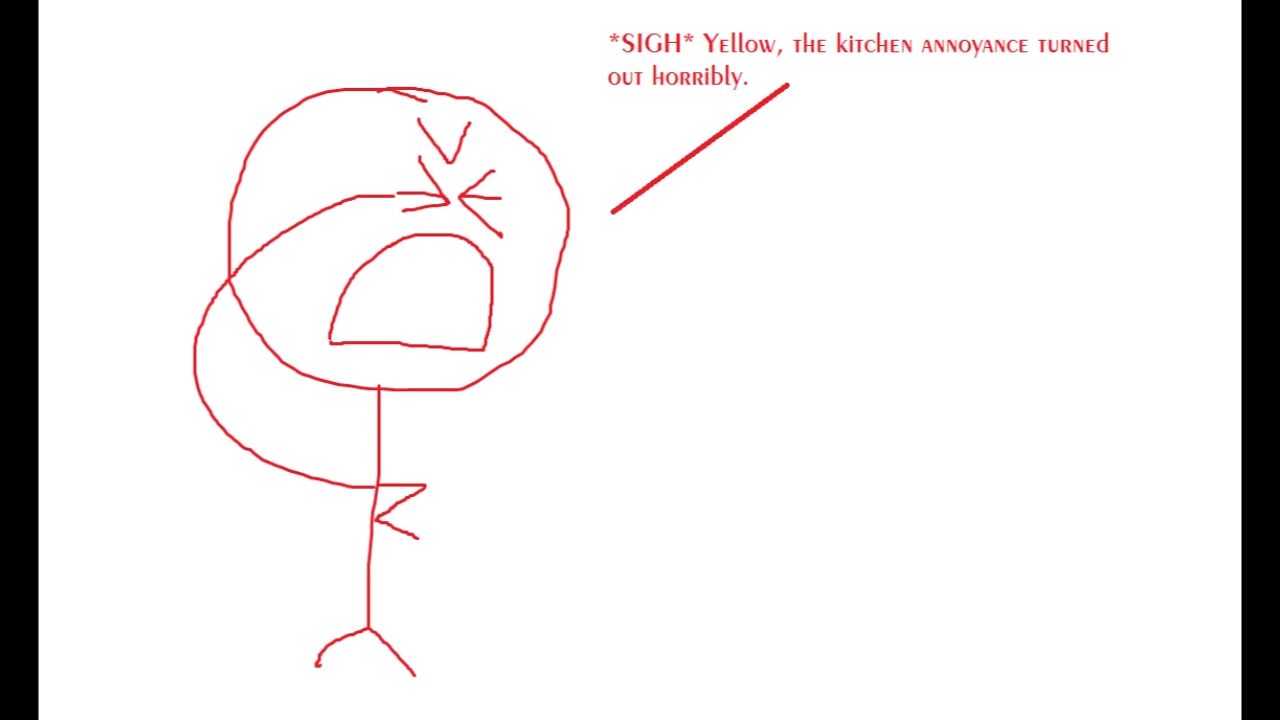 *SIGH* Yellow, the kitchen annoyance turned
out horribly.